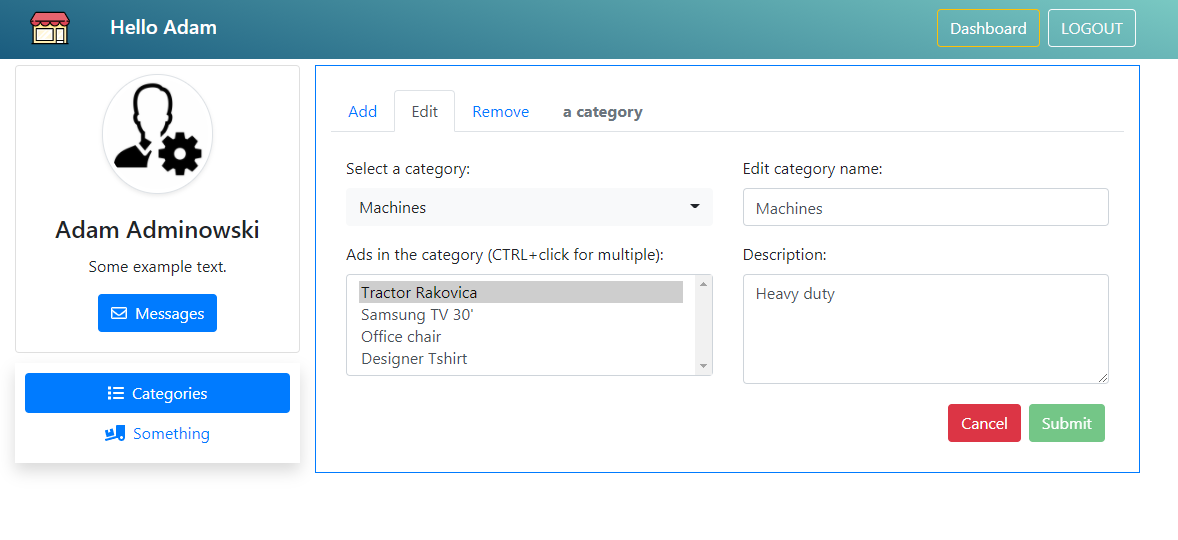 Hello Adam
Dashboard
LOGOUT
Adam Adminowski
Some example text.
Messages
Categories
Something
Add
Edit
Remove
a category
Select a category:
Machines
Ads in the category (CTRL+click for multiple):
Tractor Rakovica
Samsung TV 30'
Office chair
Designer Tshirt
Edit category name:
Machines
Description:
Heavy duty
Cancel
Submit